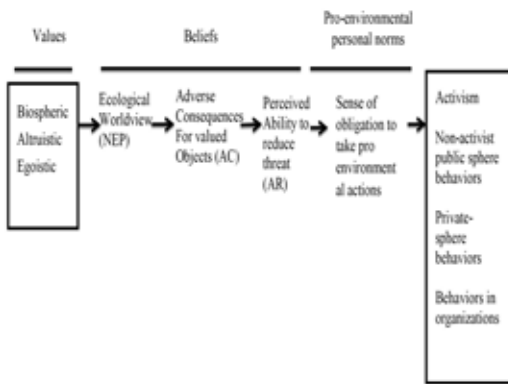 Values
Beliefs
Pro-environmental
personal norms
Biospheric
Altruistic
Egoistic
Ecological
Worldview
(NEP)
Adverse
Consequences
For valued
Objects (AC)
Perceived
Ability to
reduce
threat
(AR)
Sense of
obligation to
take pro
environment
al actions
Activism
Non-activist
public sphere
behaviors
Private-
sphere
behaviors
Behaviors in
organizations